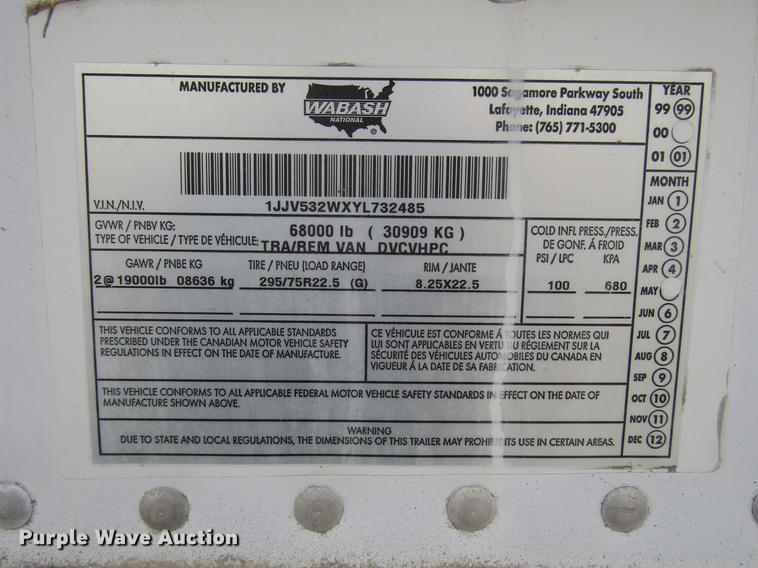 MANUFACTURED BY
WABASH
NATIONAL
®
1000 Sagamore Parkway South
Lafayette, Indiana 47905
Phone: (765) 771-5300
YEAR
99 99
00
01 01
MONTH
JAN 1
FEB 2
MAR 3
APR 4
MAY
JUN 6
JUL 7
AUG 8
SEP 9
OCT 10
NOV 11
DEC 12
V.I.N./N.I.V. 1JJV532WXYL732485
GVWR / PNBV KG: 68000 lb ( 30909 KG )
TYPE OF VEHICLE / TYPE DE VÉHICULE: TRA/REM VAN DVCVHPC
COLD INFL PRESS./PRESS.
DE GONF. À FROID
PSI / LPC KPA
100 680
GAWR / PNBE KG TIRE / PNEU (LOAD RANGE) RIM / JANTE
2@19000lb 08636 kg 295/75R22.5 (G) 8.25X22.5
THIS VEHICLE CONFORMS TO ALL APPLICABLE STANDARDS
PRESCRIBED UNDER THE CANADIAN MOTOR VEHICLE SAFETY
REGULATIONS IN EFFECT ON THE DATE OF MANUFACTURE.
CE VÉHICULE EST CONFORME À TOUTES LES NORMES QUI
LUI SONT APPLICABLES EN VERTU DU RÈGLEMENT SUR LA
SÉCURITÉ DES VÉHICULES AUTOMOBILES DU CANADA EN
VIGUEUR À LA DATE DE SA FABRICATION.
THIS VEHICLE CONFORMS TO ALL APPLICABLE FEDERAL MOTOR VEHICLE SAFETY STANDARDS IN EFFECT ON THE DATE OF
MANUFACTURE SHOWN ABOVE.
WARNING
DUE TO STATE AND LOCAL REGULATIONS, THE DIMENSIONS OF THIS TRAILER MAY PROHIBIT ITS USE IN CERTAIN AREAS.
Purple Wave Auction